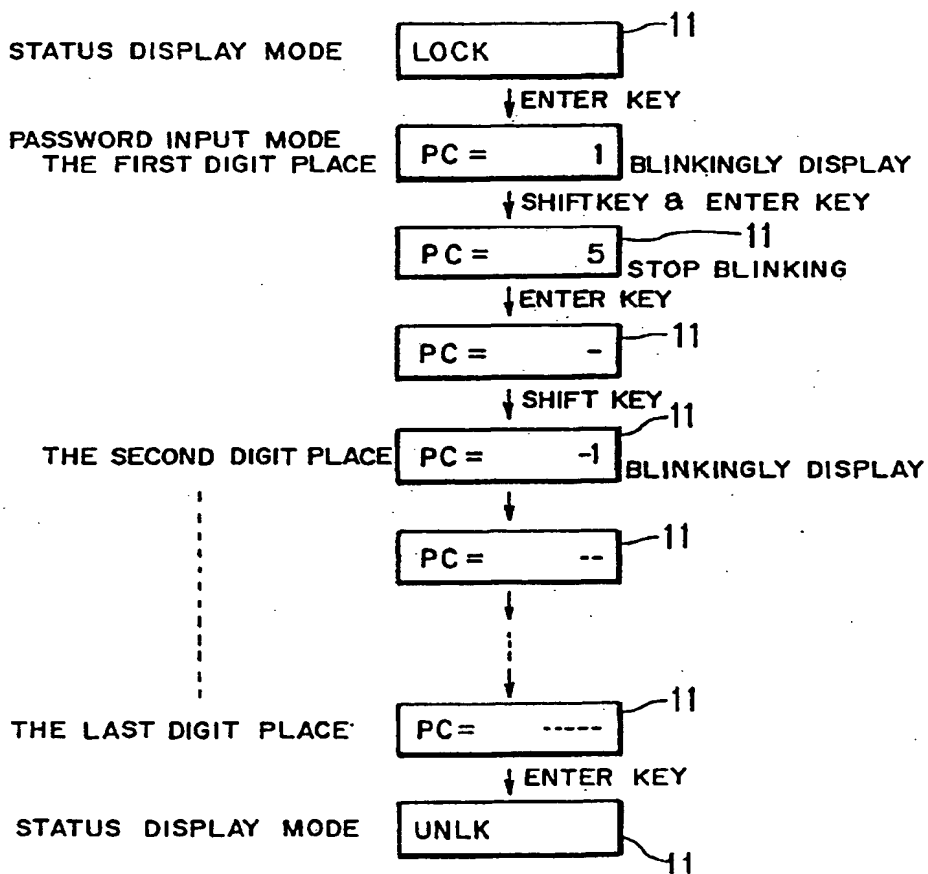 11
STATUS DISPLAY MODE LOCK
ENTER KEY
PASSWORD INPUT MODE
THE FIRST DIGIT PLACE PC = 1 BLINKINGLY DISPLAY
SHIFTKEY & ENTER KEY
11
PC = 5 STOP BLINKING
ENTER KEY
PC = - 11
SHIFT KEY
11
THE SECOND DIGIT PLACE PC = -1 BLINKINGLY DISPLAY
PC = -- 11
11
THE LAST DIGIT PLACE PC = -----
ENTER KEY
STATUS DISPLAY MODE UNLK
11